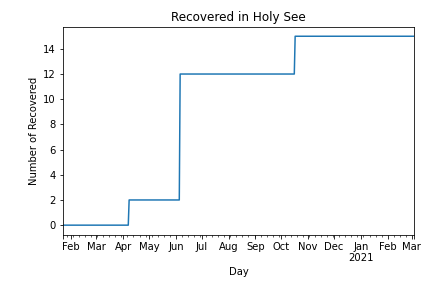 Recovered in Holy See
Number of Recovered
14
12
10
8
6
4
2
0
Feb Mar Apr May Jun Jul Aug Sep Oct Nov Dec Jan Feb Mar
2021
Day